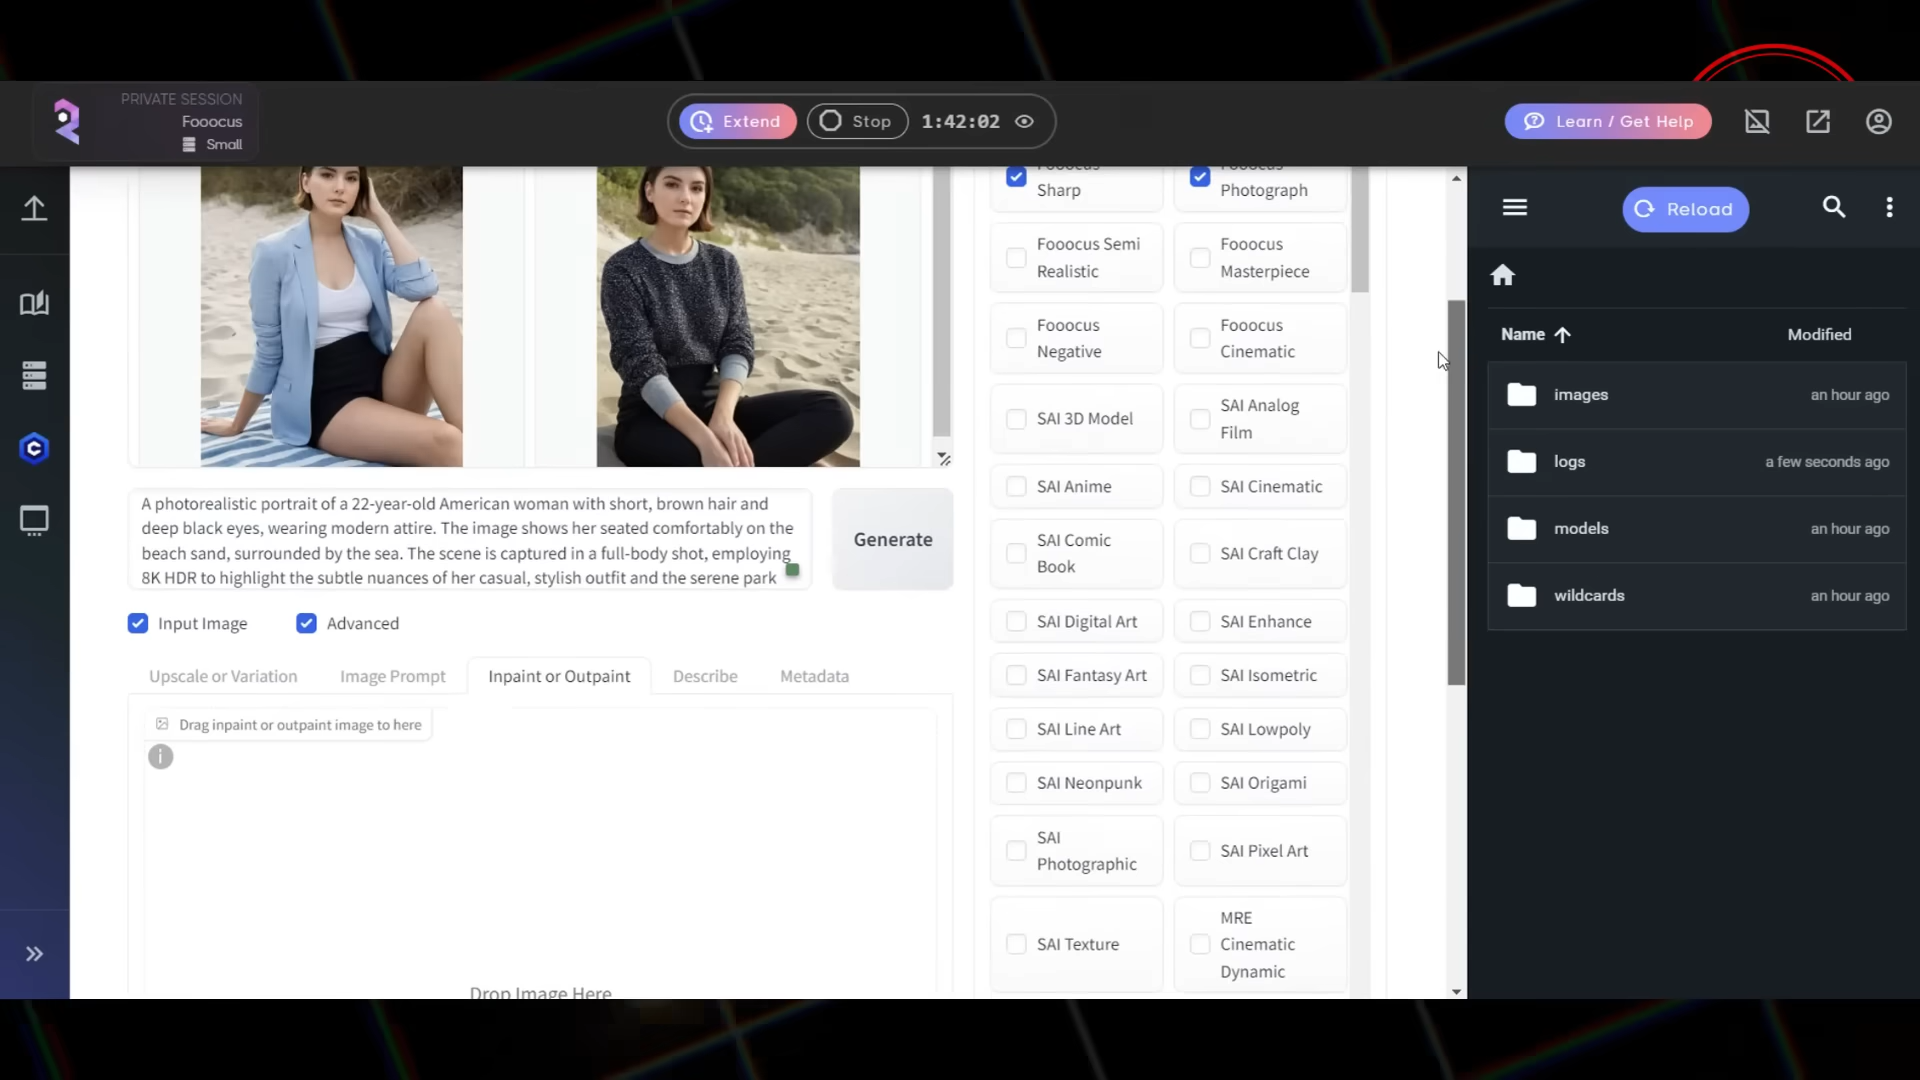 PRIVATE SESSION
Fooocus
Small
Extend
Stop
1:42:02
Learn / Get Help
Reload
Name
Modified
images
an hour ago
logs
a few seconds ago
models
an hour ago
wildcards
an hour ago
A photorealistic portrait of a 22-year-old American woman with short, brown hair and
deep black eyes, wearing modern attire. The image shows her seated comfortably on the
beach sand, surrounded by the sea. The scene is captured in a full-body shot, employing
8K HDR to highlight the subtle nuances of her casual, stylish outfit and the serene park
Generate
Input Image
Advanced
Upscale or Variation
Image Prompt
Inpaint or Outpaint
Describe
Metadata
Drag inpaint or outpaint image to here
Drop Image Here
Fooocus
Sharp
Fooocus
Photograph
Fooocus Semi
Realistic
Fooocus
Masterpiece
Fooocus
Negative
Fooocus
Cinematic
SAI 3D Model
SAI Analog
Film
SAI Anime
SAI Cinematic
SAI Comic
Book
SAI Craft Clay
SAI Digital Art
SAI Enhance
SAI Fantasy Art
SAI Isometric
SAI Line Art
SAI Lowpoly
SAI Neonpunk
SAI Origami
SAI
Photographic
SAI Pixel Art
SAI Texture
MRE
Cinematic
Dynamic